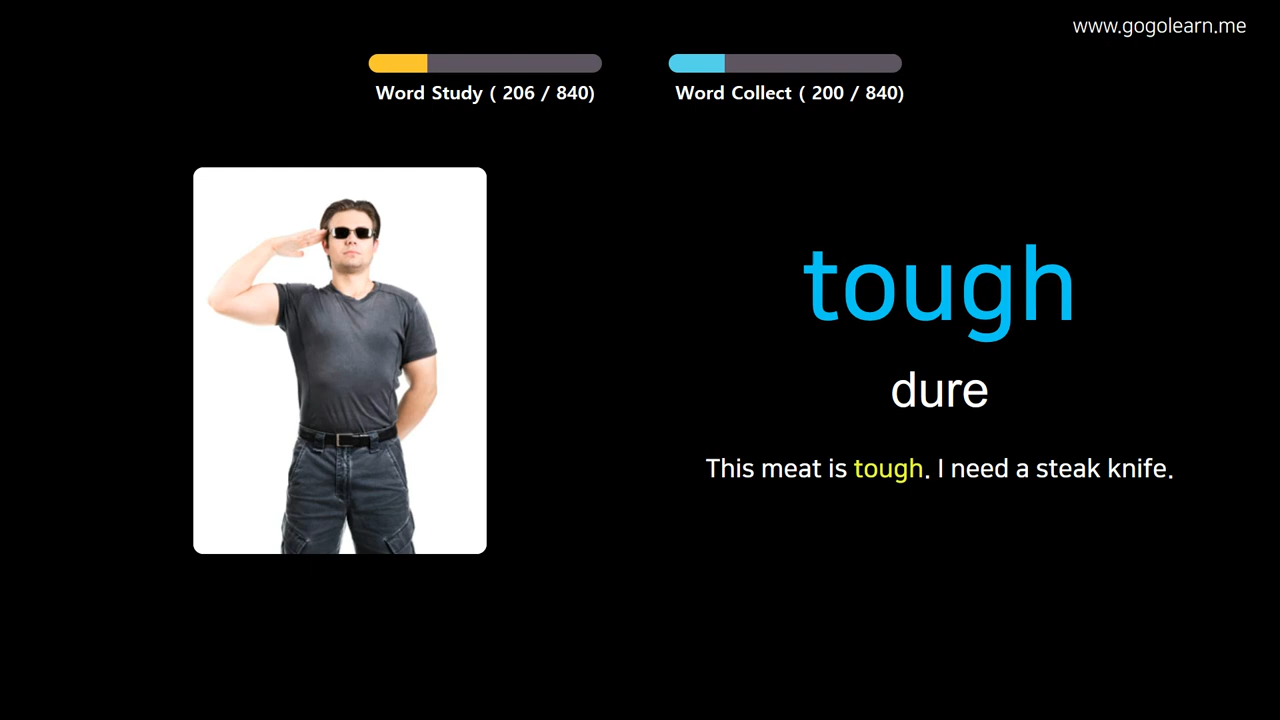 www.gogolearn.me
Word Study ( 206 / 840)
Word Collect ( 200 / 840)
tough
dure
This meat is tough. I need a steak knife.